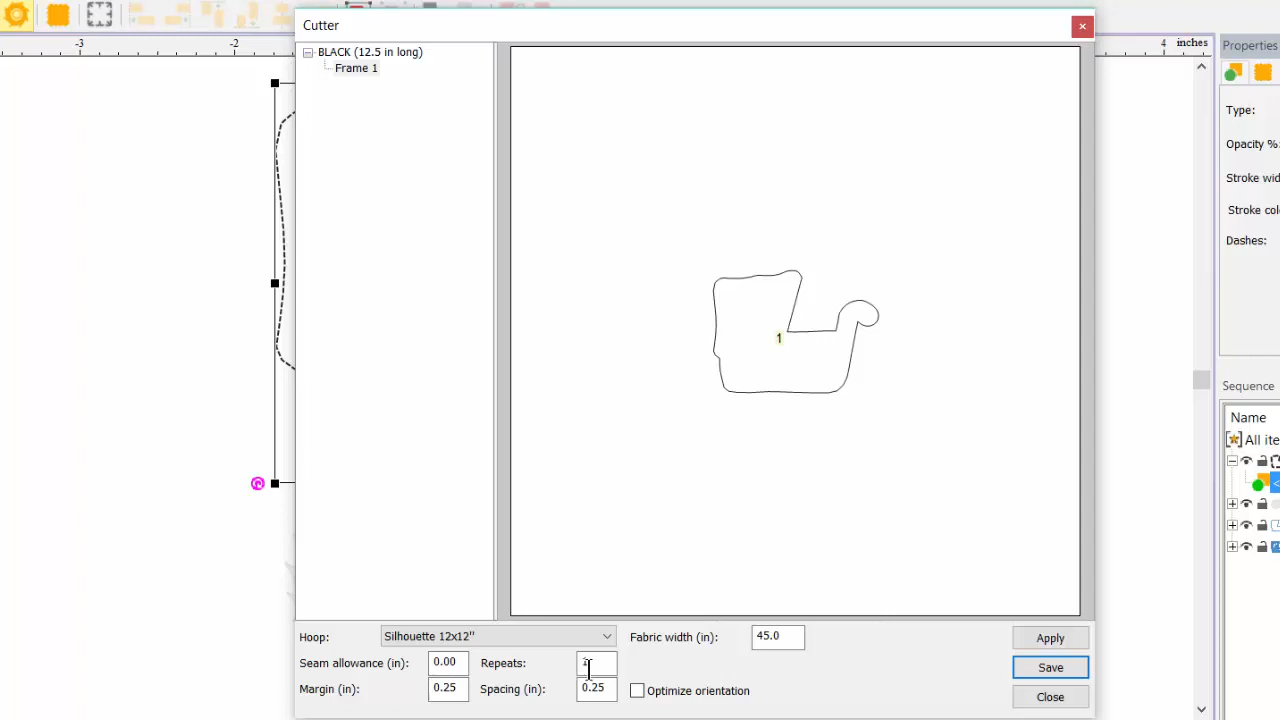 Cutter
-3
-2
4
inches
Properties
BLACK (12.5 in long)
Frame 1
Type:
Opacity %:
Stroke wid
Stroke colo
Dashes:
1
Sequence
Name
All ite
Hoop:
Silhouette 12x12"
Fabric width (in):
45.0
Apply
Seam allowance (in):
0.00
Repeats:
Save
Margin (in):
0.25
Spacing (in):
0.25
Optimize orientation
Close